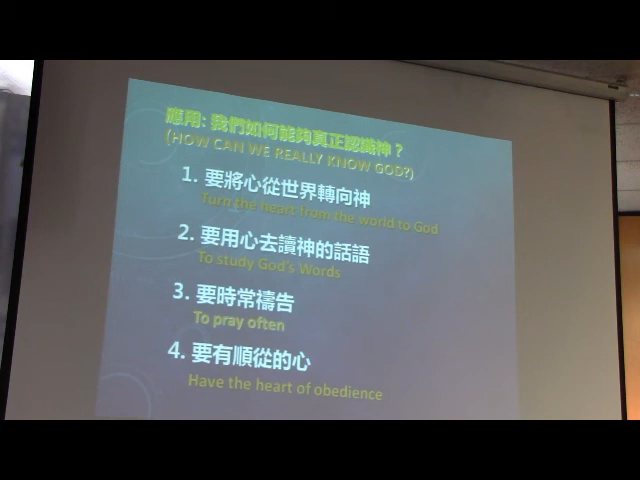 應用: 我們如何能夠真正認識神？
(HOW CAN WE REALLY KNOW GOD?)
1. 要將心從世界轉向神
Turn the heart from the world to God
2. 要用心去讀神的話語
To study God's Words
3. 要時常禱告
To pray often
4. 要有順從的心
Have the heart of obedience